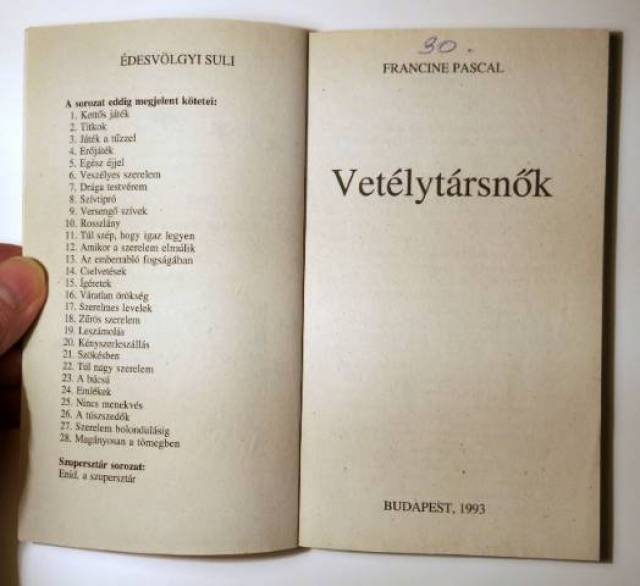 ÉDESVÖLGYI SULI
A sorozat eddig megjelent kötetei:
1. Kettős játék
2. Titkok
3. Játék a tűzzel
4. Erőjáték
5. Egész éjjel
6. Veszélyes szerelem
7. Drága testvérem
8. Szívtipró
9. Versengő szívek
10. Rosszlány
11. Túl szép, hogy igaz legyen
12. Amikor a szerelem elmúlik
13. Az emberrabló fogságában
14. Cselvetések
15. Ígéretek
16. Váratlan örökség
17. Szerelmes levelek
18. Zűrös szerelem
19. Leszámolás
20. Kényszerleszállás
21. Szökésben
22. Túl nagy szerelem
23. A búcsú
24. Emlékek
25. Nincs menekvés
26. A túszszedők
27. Szerelem bolondulásig
28. Magányosan a tömegben
Szupersztár sorozat:
Enid, a szupersztár
30.
FRANCINE PASCAL
Vetélytársnők
BUDAPEST, 1993